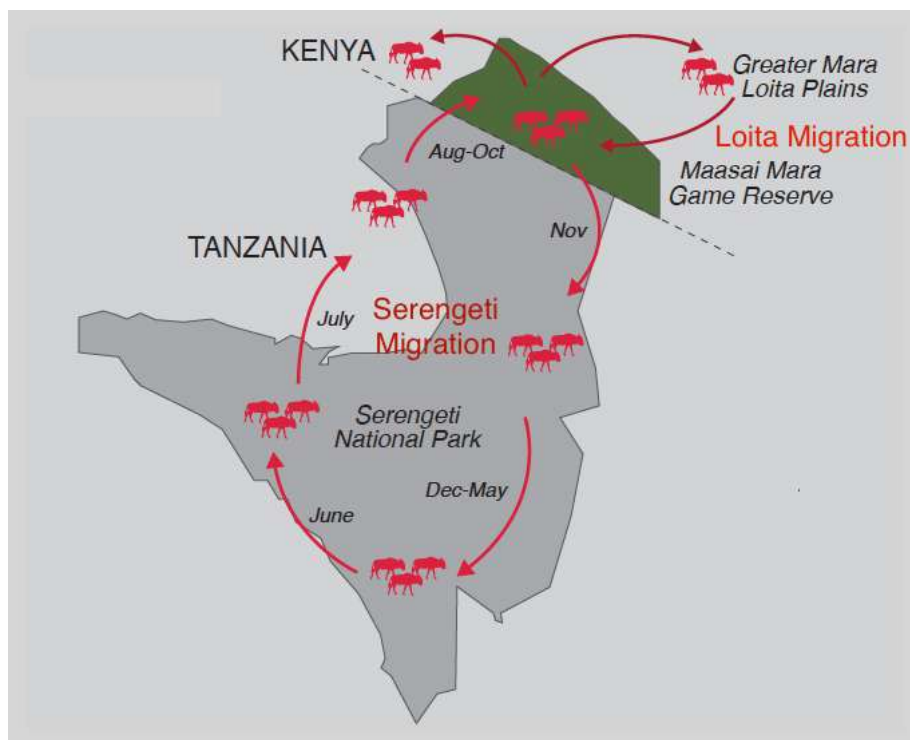 KENYA
Greater Mara
Loita Plains
Loita Migration
Aug-Oct
Maasai Mara
Game Reserve
Nov
TANZANIA
July
Serengeti
Migration
Serengeti
National Park
Dec-May
June